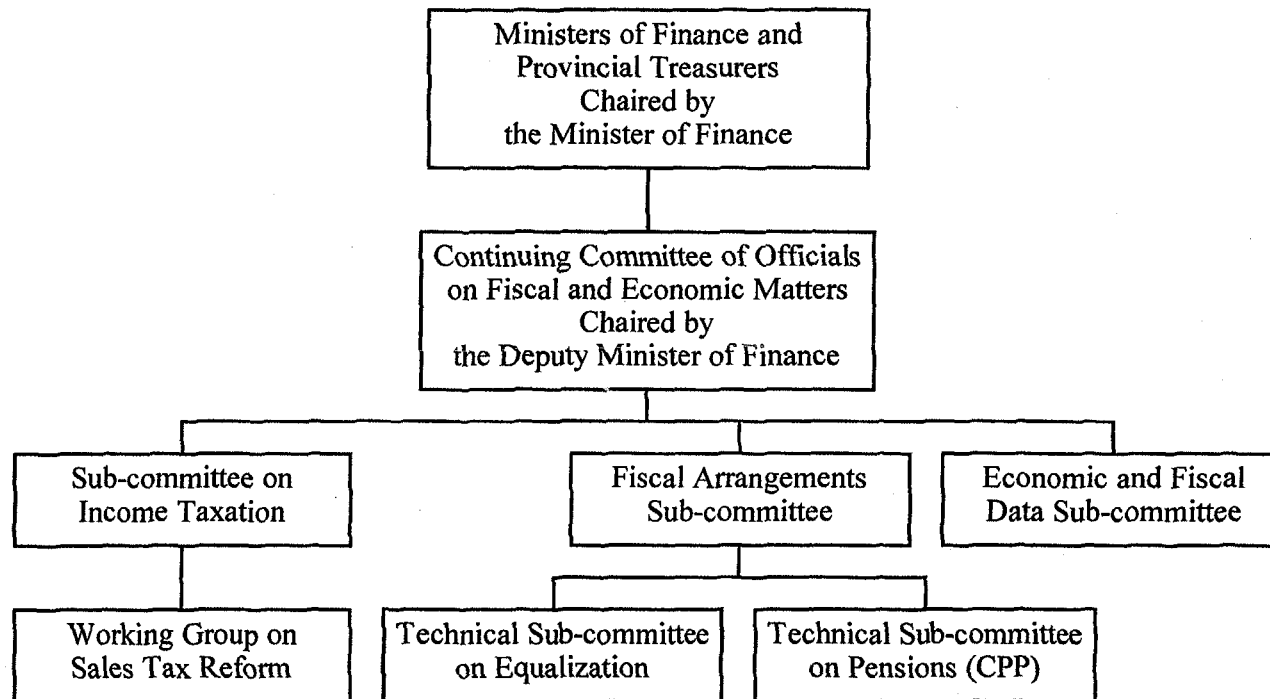 Ministers of Finance and
Provincial Treasurers
Chaired by
the Minister of Finance
Continuing Committee of Officials
on Fiscal and Economic Matters
Chaired by
the Deputy Minister of Finance
Sub-committee on
Income Taxation
Fiscal Arrangements
Sub-committee
Economic and Fiscal
Data Sub-committee
Working Group on
Sales Tax Reform
Technical Sub-committee
on Equalization
Technical Sub-committee
on Pensions (CPP)